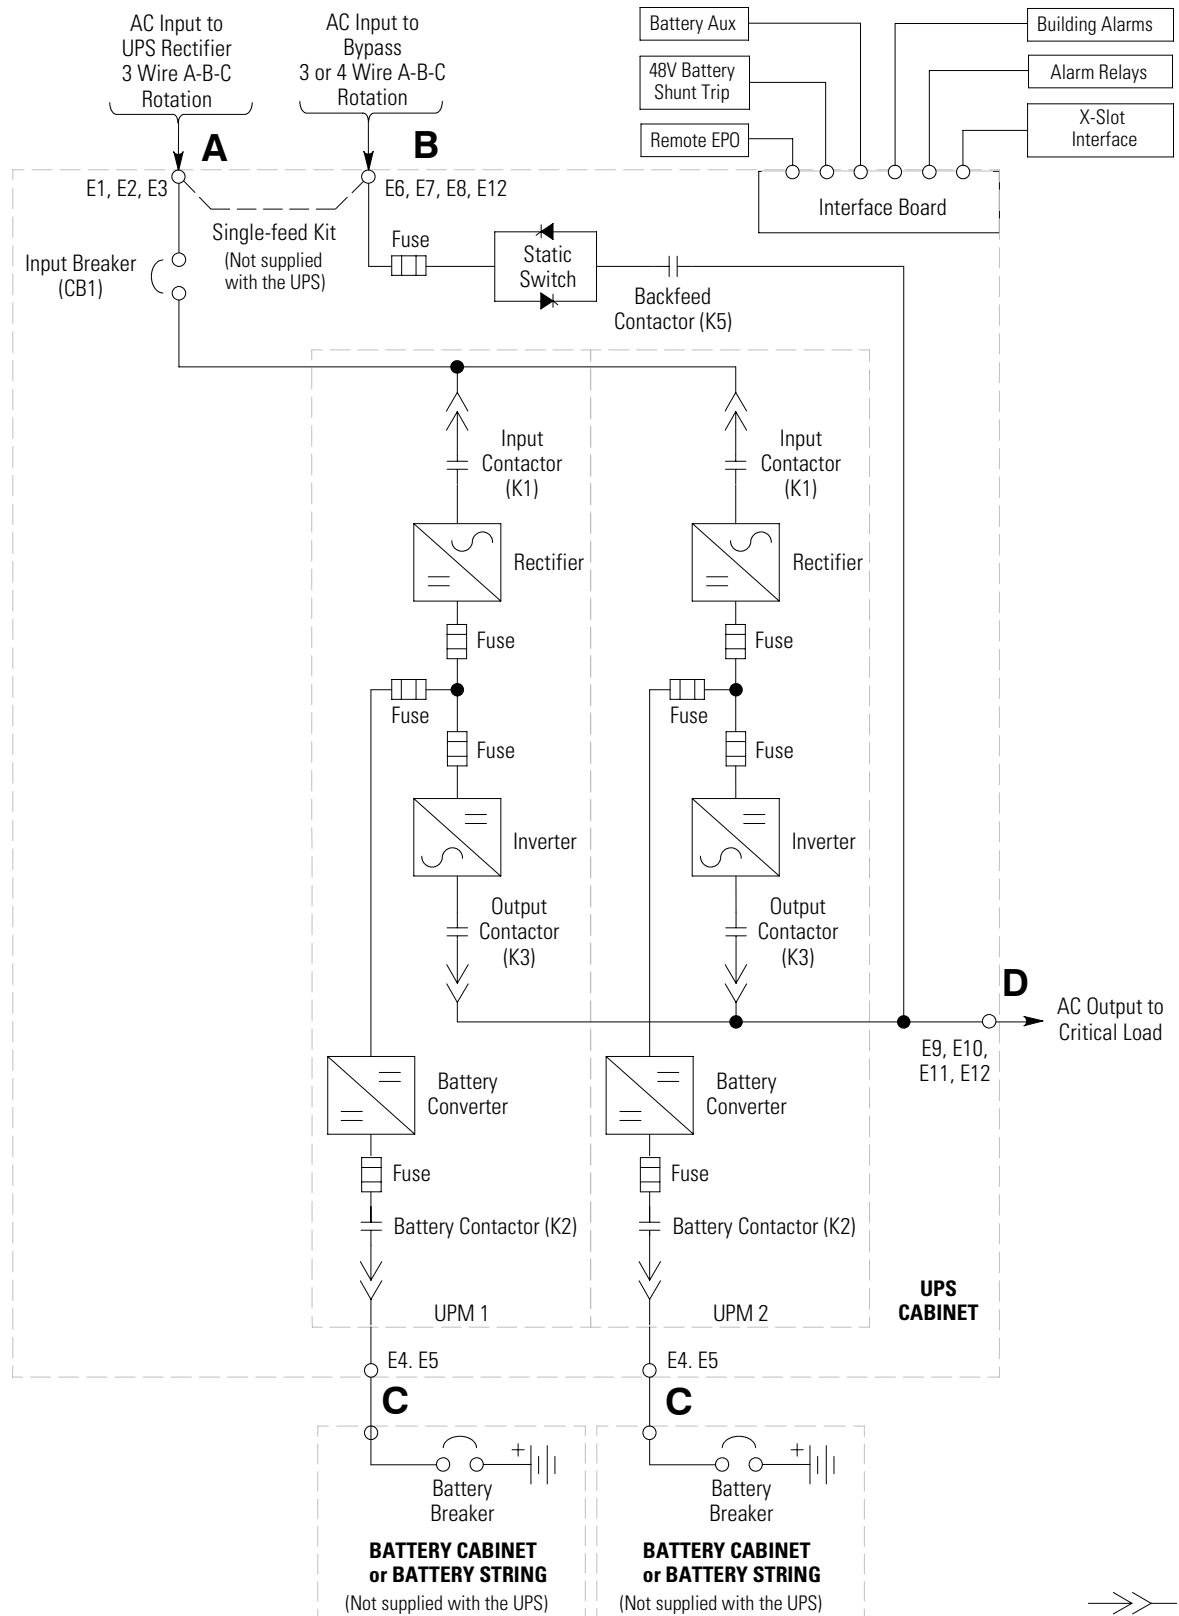 AC Input to
UPS Rectifier
3 Wire A-B-C
Rotation
AC Input to
Bypass
3 or 4 Wire A-B-C
Rotation
Battery Aux
48V Battery
Shunt Trip
Remote EPO
Building Alarms
Alarm Relays
X-Slot
Interface
A
B
E1, E2, E3
E6, E7, E8, E12
Interface Board
Single-feed Kit
(Not supplied
with the UPS)
Input Breaker
(CB1)
Fuse
Static
Switch
Backfeed
Contactor (K5)
Input
Contactor
(K1)
Input
Contactor
(K1)
Rectifier
Rectifier
Fuse
Fuse
Fuse
Fuse
Fuse
Fuse
Inverter
Inverter
Output
Contactor
(K3)
Output
Contactor
(K3)
D
AC Output to
Critical Load
E9, E10,
E11, E12
Battery
Converter
Battery
Converter
Fuse
Fuse
Battery Contactor (K2)
Battery Contactor (K2)
UPM 1
UPM 2
UPS
CABINET
E4. E5
E4. E5
C
C
+
+
Battery
Breaker
Battery
Breaker
BATTERY CABINET
or BATTERY STRING
(Not supplied with the UPS)
BATTERY CABINET
or BATTERY STRING
(Not supplied with the UPS)